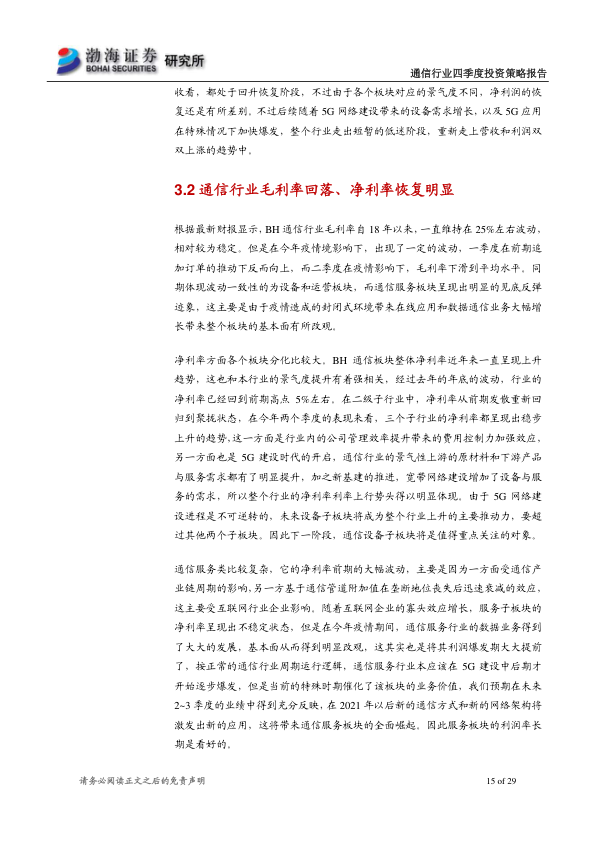 渤海证券 研究所
BOHAI SECURITIES
通信行业四季度投资策略报告
收看，都处于回升恢复阶段，不过由于各个板块对应的景气度不同，净利润的恢
复还是有所差别。不过后续随着 5G 网络建设带来的设备需求增长，以及 5G 应用
在特殊情况下加快爆发，整个行业走出短暂的低迷阶段，重新走上营收和利润双
双上涨的趋势中。
3.2 通信行业毛利率回落、净利率恢复明显
根据最新财报显示，BH 通信行业毛利率自 18 年以来，一直维持在 25%左右波动，
相对较为稳定。但是在今年疫情境影响下，出现了一定的波动，一季度在前期追
加订单的推动下反而向上，而二季度在疫情影响下，毛利率下滑到平均水平。同
期体现波动一致性的为设备和运营板块，而通信服务板块呈现出明显的见底反弹
迹象，这主要是由于疫情造成的封闭式环境带来在线应用和数据通信业务大幅增
长带来整个板块的基本面有所改观。
净利率方面各个板块分化比较大。BH 通信板块整体净利率近年来一直呈现上升
趋势，这也和本行业的景气度提升有着强相关，经过去年的年底的波动，行业的
净利率已经回到前期高点 5%左右。在二级子行业中，净利率从前期发散重新回
归到聚拢状态，在今年两个季度的表现来看，三个子行业的净利率都呈现出稳步
上升的趋势，这一方面是行业内的公司管理效率提升带来的费用控制力加强效应，
另一方面也是 5G 建设时代的开启，通信行业的景气性上游的原材料和下游产品
与服务需求都有了明显提升，加之新基建的推进，宽带网络建设增加了设备与服
务的需求，所以整个行业的净利率利率上行势头得以明显体现。由于 5G 网络建
设进程是不可逆转的，未来设备子板块将成为整个行业上升的主要推动力，要超
过其他两个子板块。因此下一阶段，通信设备子板块将是值得重点关注的对象。
通信服务类比较复杂，它的净利率前期的大幅波动，主要是因为一方面受通信产
业链周期的影响，另一方基于通信管道附加值在垄断地位丧失后迅速衰减的效应，
这主要受互联网行业企业影响。随着互联网企业的寡头效应增长，服务子板块的
净利率呈现出不稳定状态，但是在今年疫情期间，通信服务行业的数据业务得到
了大大的发展，基本面从而得到明显改观，这其实也是将其利润爆发期大大提前
了，按正常的通信行业周期运行逻辑，通信服务行业本应该在 5G 建设中后期才
开始逐步爆发，但是当前的特殊时期催化了该板块的业务价值，我们预期在未来
2~3 季度的业绩中得到充分反映，在 2021 年以后新的通信方式和新的网络架构将
激发出新的应用，这将带来通信服务板块的全面崛起。因此服务板块的利润率长
期是看好的。
请务必阅读正文之后的免责声明
15 of 29